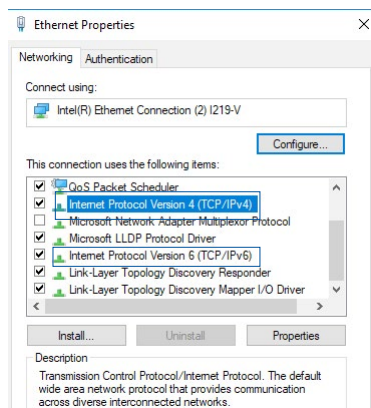 Ethernet Properties
Networking Authentication
Connect using:
Intel(R) Ethernet Connection (2) I219-V
Configure...
This connection uses the following items:
QoS Packet Scheduler
Internet Protocol Version 4 (TCP/IPv4)
Microsoft Network Adapter Multiplexor Protocol
Microsoft LLDP Protocol Driver
Internet Protocol Version 6 (TCP/IPv6)
Link-Layer Topology Discovery Responder
Link-Layer Topology Discovery Mapper I/O Driver
Install... Uninstall Properties
Description
Transmission Control Protocol/Internet Protocol. The default
wide area network protocol that provides communication
across diverse interconnected networks.